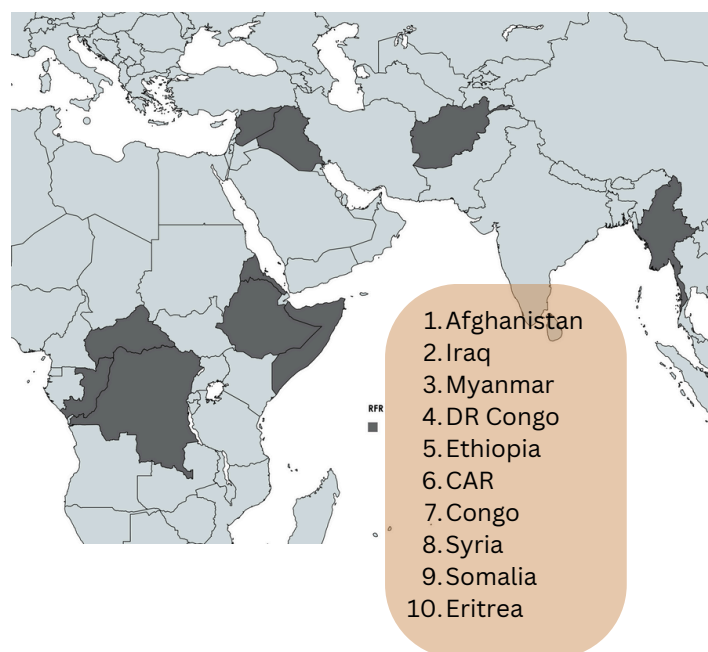 RFR
1. Afghanistan
2. Iraq
3. Myanmar
4. DR Congo
5. Ethiopia
6. CAR
7. Congo
8. Syria
9. Somalia
10. Eritrea